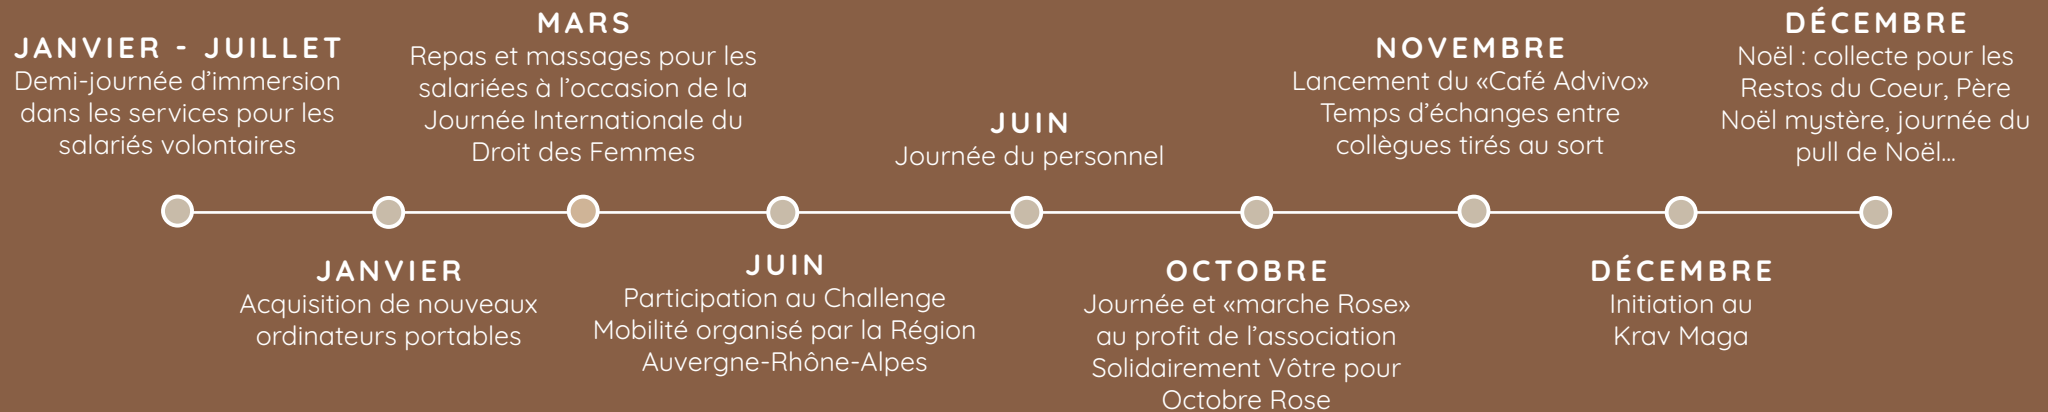 JANVIER - JUILLET
Demi-journée d'immersion
dans les services pour les
salariés volontaires
JANVIER
Acquisition de nouveaux
ordinateurs portables
MARS
Repas et massages pour les
salariées à l'occasion de la
Journée Internationale du
Droit des Femmes
JUIN
Participation au Challenge
Mobilité organisé par la Région
Auvergne-Rhône-Alpes
JUIN
Journée du personnel
OCTOBRE
Journée et «marche Rose»
au profit de l'association
Solidairement Vôtre pour
Octobre Rose
NOVEMBRE
Lancement du «Café Advivo»
Temps d'échanges entre
collègues tirés au sort
DÉCEMBRE
Initiation au
Krav Maga
DÉCEMBRE
Noël : collecte pour les
Restos du Coeur, Père
Noël mystère, journée du
pull de Noël...